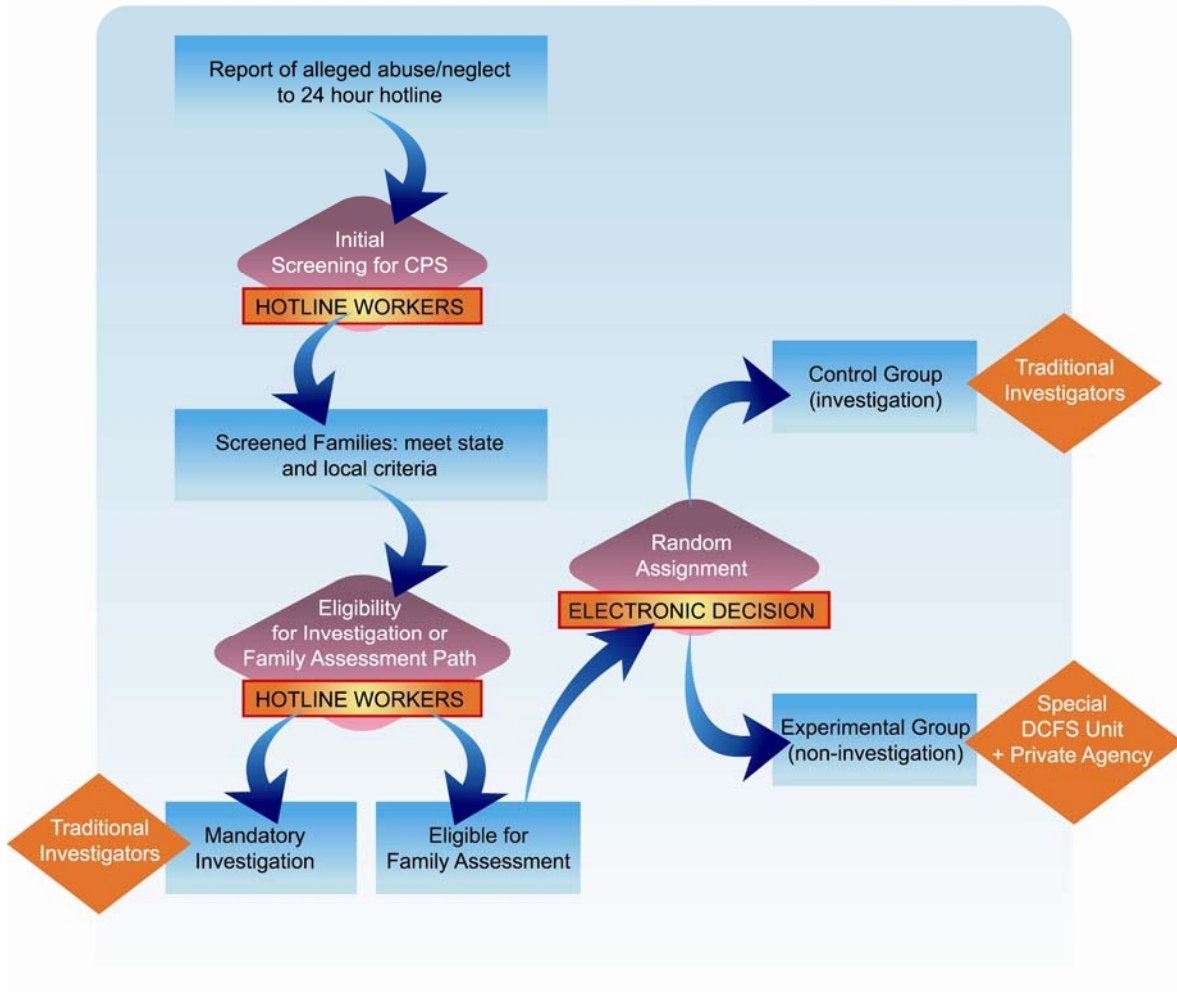 Report of alleged abuse/neglect
to 24 hour hotline
Initial
Screening for CPS
HOTLINE WORKERS
Screened Families: meet state
and local criteria
Eligibility
for Investigation or
Family Assessment Path
HOTLINE WORKERS
Traditional
Investigators
Mandatory
Investigation
Eligible for
Family Assessment
Random
Assignment
ELECTRONIC DECISION
Control Group
(investigation)
Traditional
Investigators
Experimental Group
(non-investigation)
Special
DCFS Unit
+ Private Agency